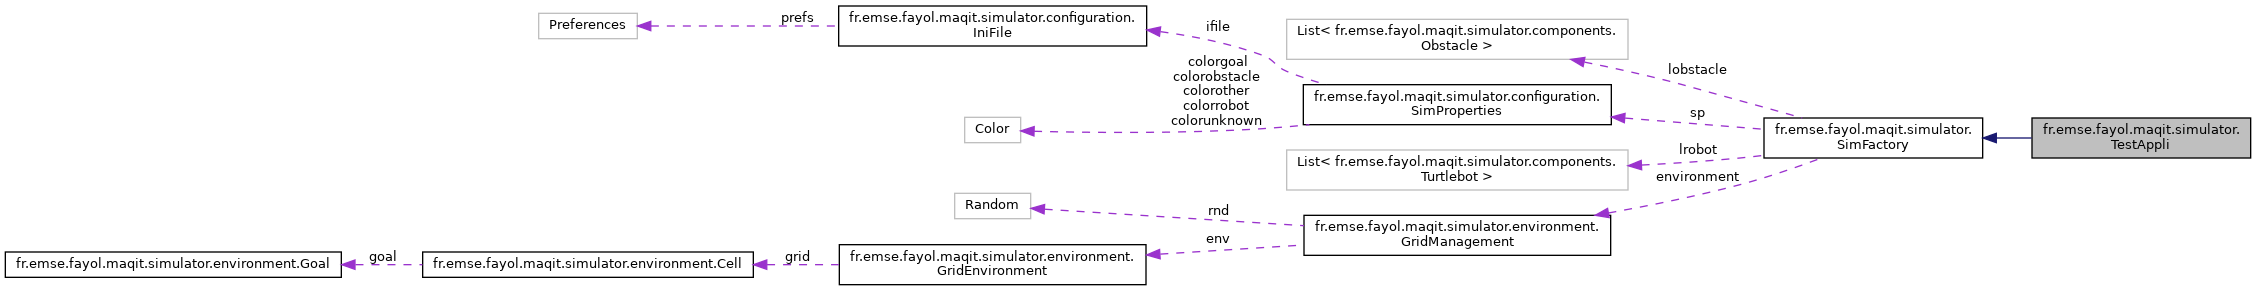 Preferences
prefs
fr.emse.fayol.maqit.simulator.configuration.
IniFile
ifile
List< fr.emse.fayol.maqit.simulator.components.
Obstacle >
lobstacle
colorgoal
colorobstacle
colorother
colorrobot
colorunknown
fr.emse.fayol.maqit.simulator.configuration.
SimProperties
sp
Color
fr.emse.fayol.maqit.simulator.
SimFactory
fr.emse.fayol.maqit.simulator.
TestAppli
lrobot
List< fr.emse.fayol.maqit.simulator.components.
Turtlebot >
environment
Random
rnd
fr.emse.fayol.maqit.simulator.environment.
GridManagement
env
fr.emse.fayol.maqit.simulator.environment.Goal
goal
fr.emse.fayol.maqit.simulator.environment.Cell
grid
fr.emse.fayol.maqit.simulator.environment.
GridEnvironment